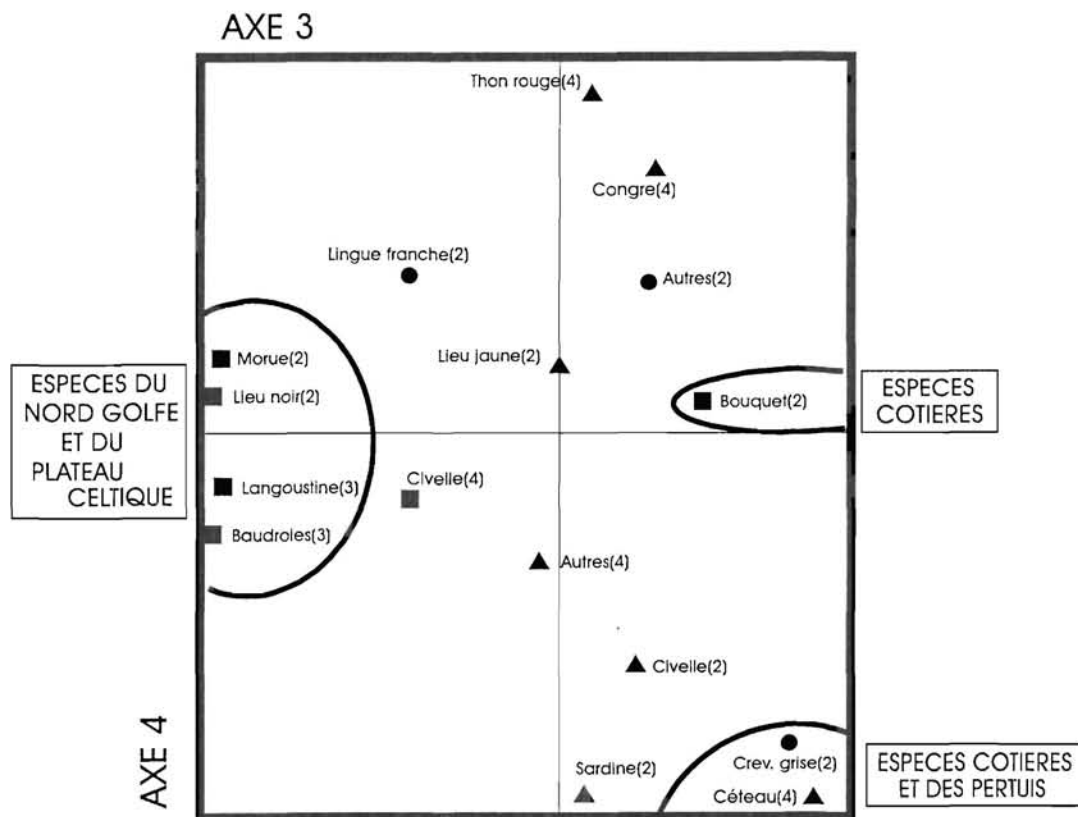 AXE 3
Thon rouge(4)
Congre(4)
Lingue franche(2)
Autres(2)
Lieu jaune(2)
Morue(2)
Lieu noir(2)
Bouquet(2)
ESPECES DU
NORD GOLFE
ET DU
PLATEAU
CELTIQUE
ESPECES
COTIERES
Langoustine(3)
Civelle(4)
Baudroies(3)
Autres(4)
Civelle(2)
AXE 4
Sardine(2)
Crev. grise(2)
Céteau(4)
ESPECES COTIERES
ET DES PERTUIS